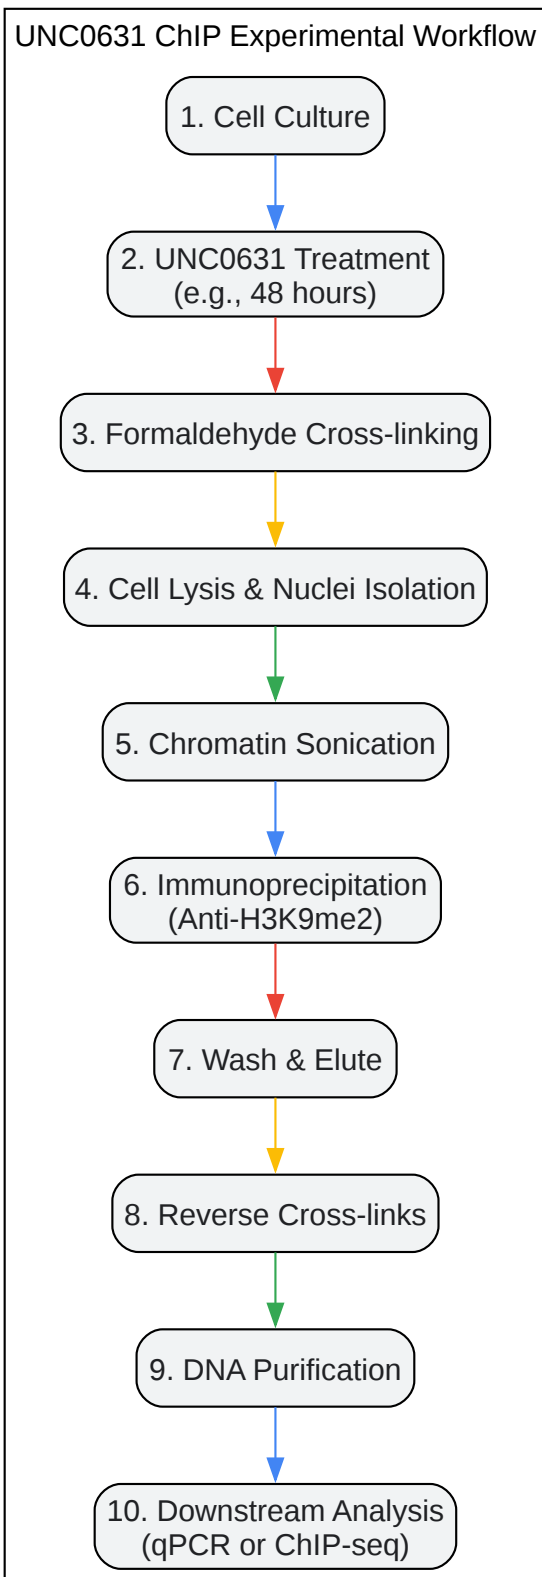 UNC0631 ChIP Experimental Workflow
1. Cell Culture
2. UNC0631 Treatment
(e.g., 48 hours)
3. Formaldehyde Cross-linking
4. Cell Lysis & Nuclei Isolation
5. Chromatin Sonication
6. Immunoprecipitation
(Anti-H3K9me2)
7. Wash & Elute
8. Reverse Cross-links
9. DNA Purification
10. Downstream Analysis
(qPCR or ChIP-seq)